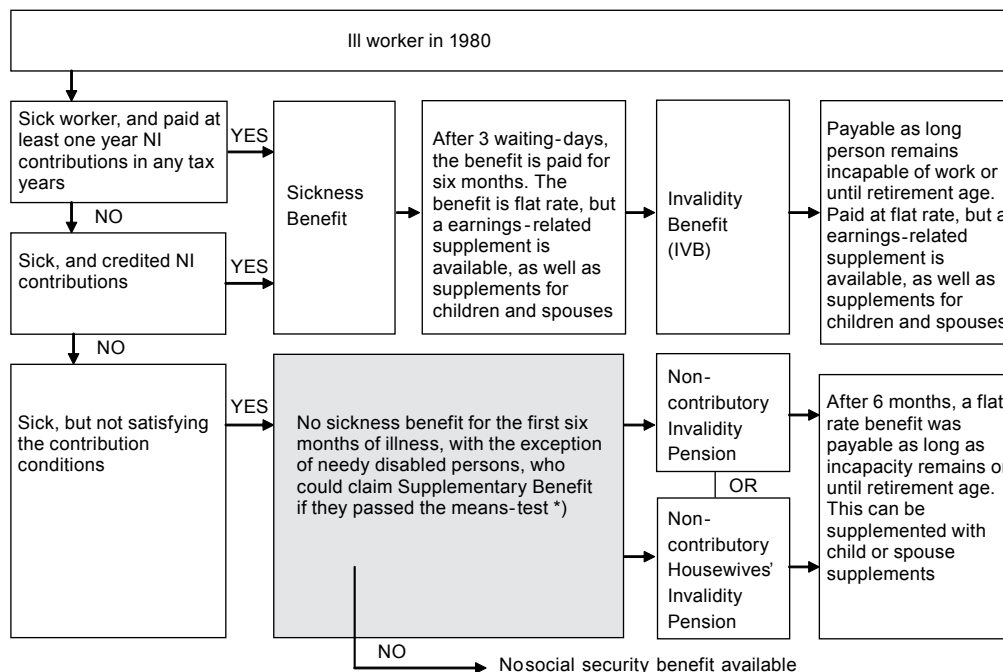 Ill worker in 1980
Sick worker, and paid at
least one year NI
contributions in any tax
years
YES
Sickness
Benefit
After 3 waiting-days,
the benefit is paid for
six months. The
benefit is flat rate, but
a earnings-related
supplement is
available, as well as
supplements for
children and spouses
Invalidity
Benefit
(IVB)
Payable as long
person remains
incapable of work or
until retirement age.
Paid at flat rate, but a
earnings-related
supplement is
available, as well as
supplements for
children and spouses
NO
Sick, and credited NI
contributions
YES
NO
Sick, but not satisfying
the contribution
conditions
YES
No sickness benefit for the first six
months of illness, with the exception
of needy disabled persons, who
could claim Supplementary Benefit
if they passed the means-test *)
Non-
contributory
Invalidity
Pension
OR
Non-
contributory
Housewives'
Invalidity
Pension
After 6 months, a flat
rate benefit was
payable as long as
incapacity remains or
until retirement age.
This can be
supplemented with
child or spouse
supplements
NO
Nosocial security benefit available